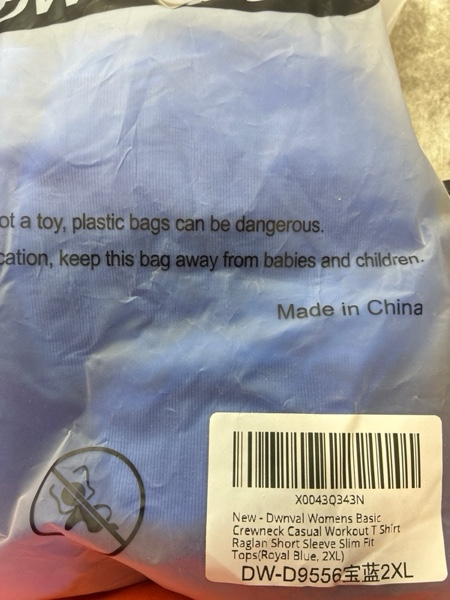 ot a toy, plastic bags can be dangerous.
cation, keep this bag away from babies and children.
Made in China
X0043Q343N
New - Dwnval Womens Basic
Crewneck Casual Workout T Shirt
Raglan Short Sleeve Slim Fit
Tops(Royal Blue, 2XL)
DW-D9556宝蓝2XL